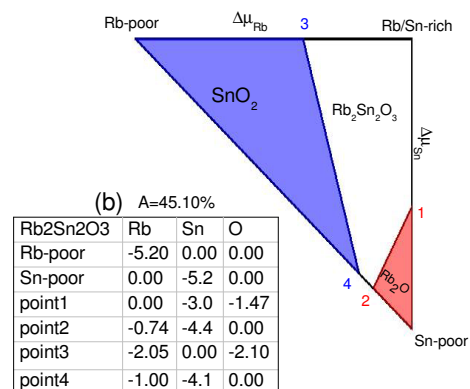 Rb-poor Δμ_Rb 3 Rb/Sn-rich
SnO₂
Rb₂Sn₂O₃
Δμ_Sn
1
(b) A=45.10%
4
2
Rb₂O
Sn-poor
Rb2Sn2O3 Rb Sn O
Rb-poor -5.20 0.00 0.00
Sn-poor 0.00 -5.2 0.00
point1 0.00 -3.0 -1.47
point2 -0.74 -4.4 0.00
point3 -2.05 0.00 -2.10
point4 -1.00 -4.1 0.00